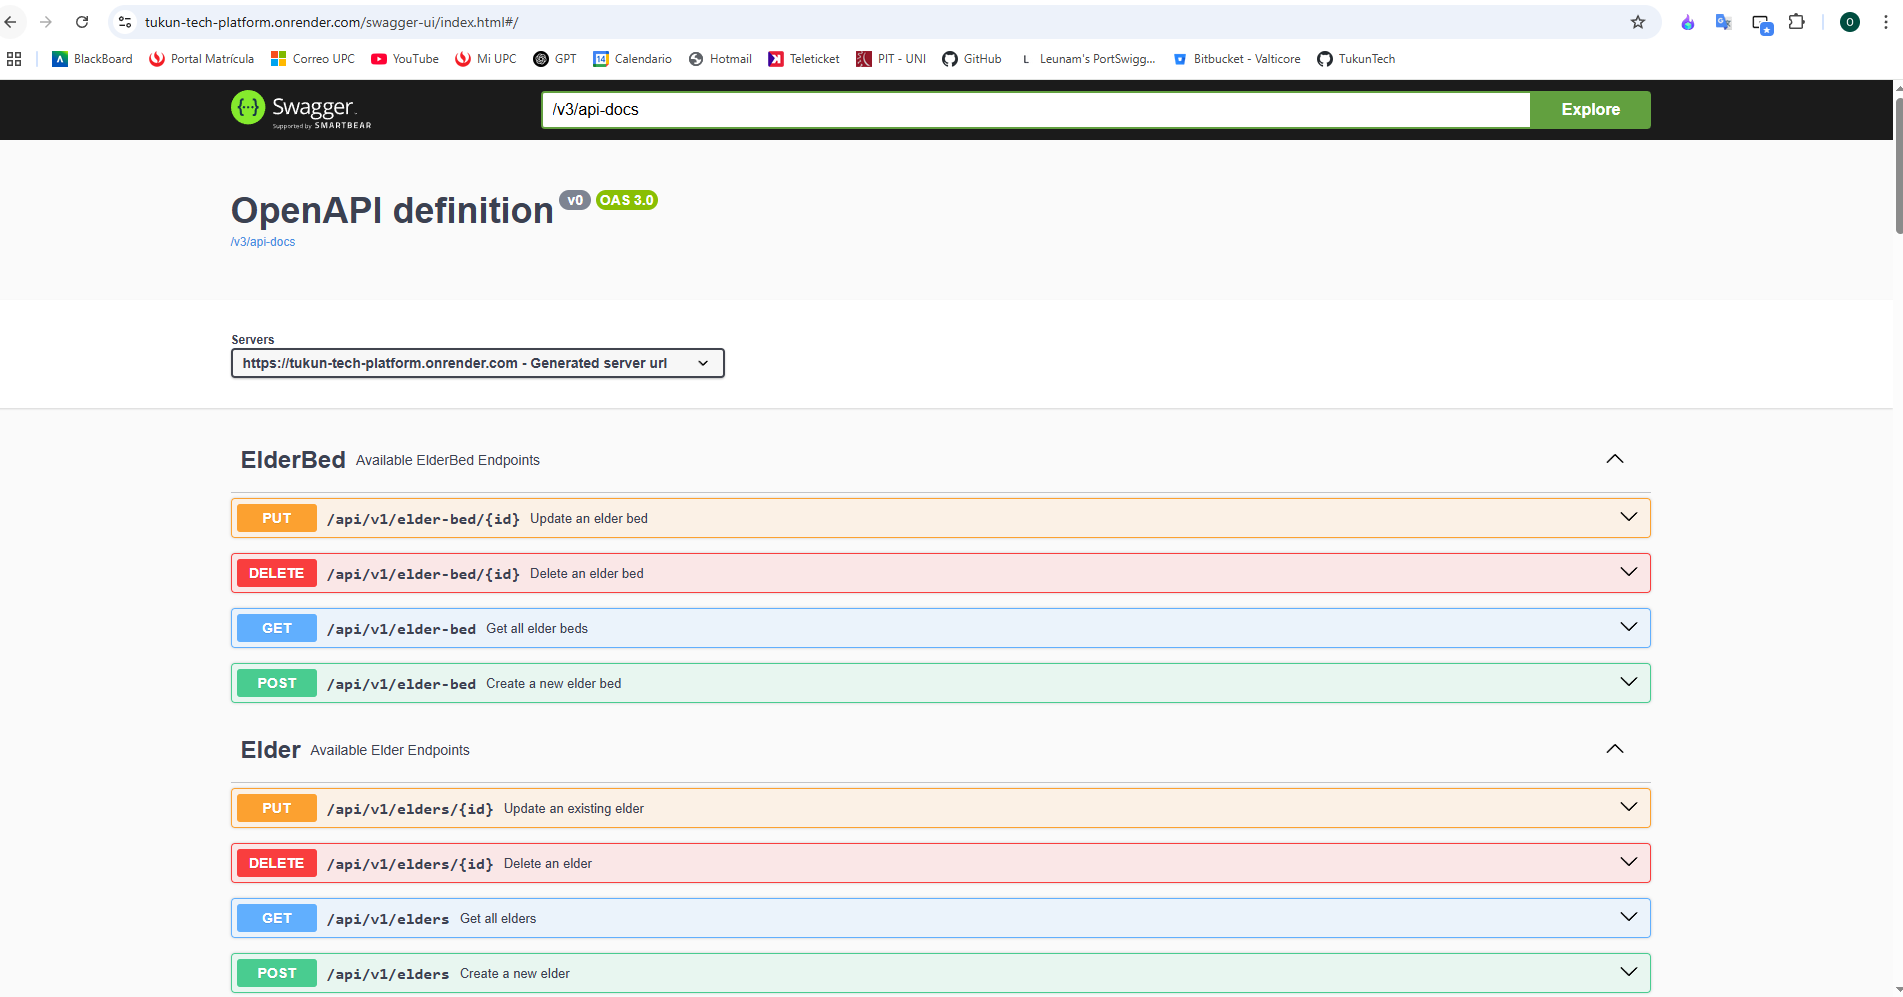 tukun-tech-platform.onrender.com/swagger-ui/index.html#/
O
BlackBoard Portal Matrícula Correo UPC YouTube Mi UPC GPT 14 Calendario Hotmail Teleticket PIT - UNI GitHub L Leunam's PortSwigg... Bitbucket - Valticore TukunTech
{···} Swagger
Supported by SMARTBEAR
/v3/api-docs Explore
OpenAPI definition v0 OAS 3.0
/v3/api-docs
Servers
https://tukun-tech-platform.onrender.com - Generated server url
ElderBed Available ElderBed Endpoints
PUT /api/v1/elder-bed/{id} Update an elder bed
DELETE /api/v1/elder-bed/{id} Delete an elder bed
GET /api/v1/elder-bed Get all elder beds
POST /api/v1/elder-bed Create a new elder bed
Elder Available Elder Endpoints
PUT /api/v1/elders/{id} Update an existing elder
DELETE /api/v1/elders/{id} Delete an elder
GET /api/v1/elders Get all elders
POST /api/v1/elders Create a new elder